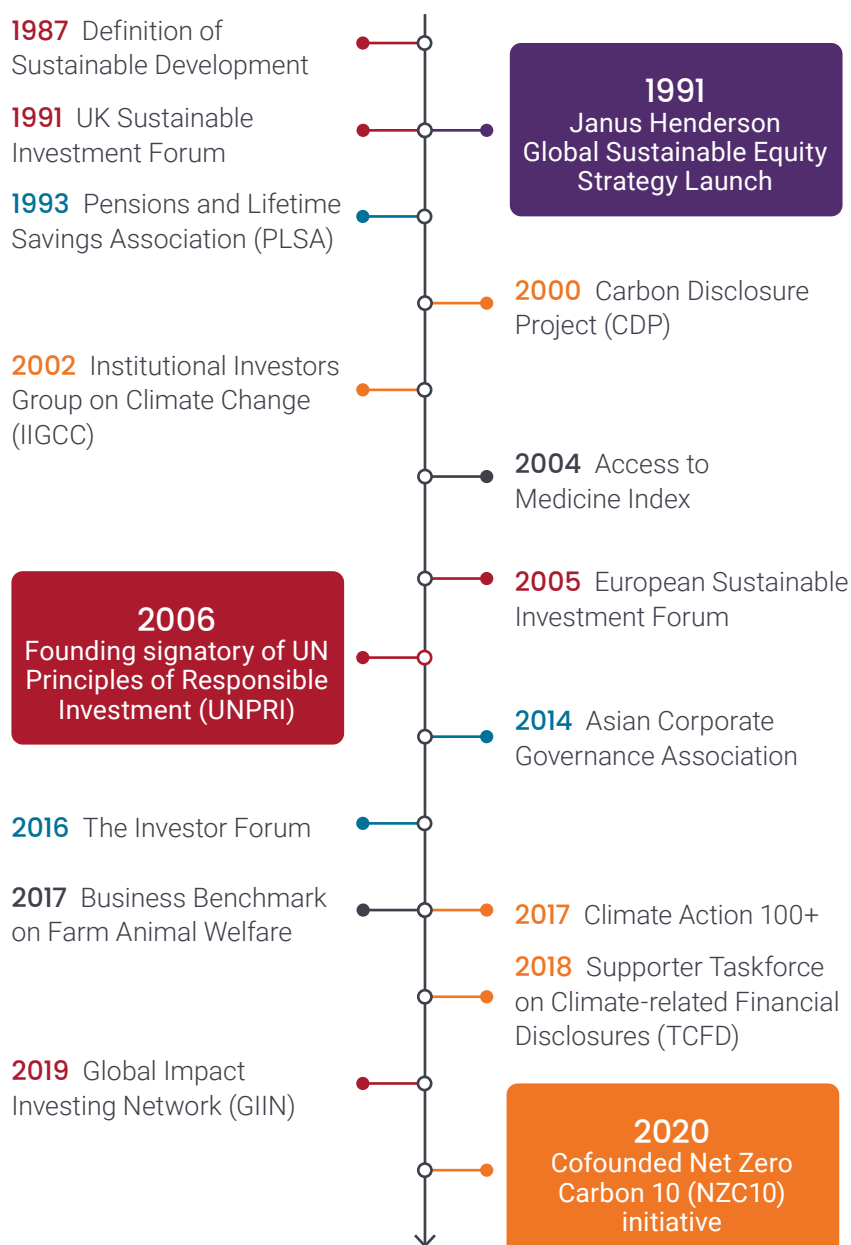 1987 Definition of
Sustainable Development
1991
Janus Henderson
Global Sustainable Equity
Strategy Launch
1991 UK Sustainable
Investment Forum
1993 Pensions and Lifetime
Savings Association (PLSA)
2000 Carbon Disclosure
Project (CDP)
2002 Institutional Investors
Group on Climate Change
(IIGCC)
2004 Access to
Medicine Index
2005 European Sustainable
Investment Forum
2006
Founding signatory of UN
Principles of Responsible
Investment (UNPRI)
2014 Asian Corporate
Governance Association
2016 The Investor Forum
2017 Business Benchmark
on Farm Animal Welfare
2017 Climate Action 100+
2018 Supporter Taskforce
on Climate-related Financial
Disclosures (TCFD)
2019 Global Impact
Investing Network (GIIN)
2020
Cofounded Net Zero
Carbon 10 (NZC10)
initiative